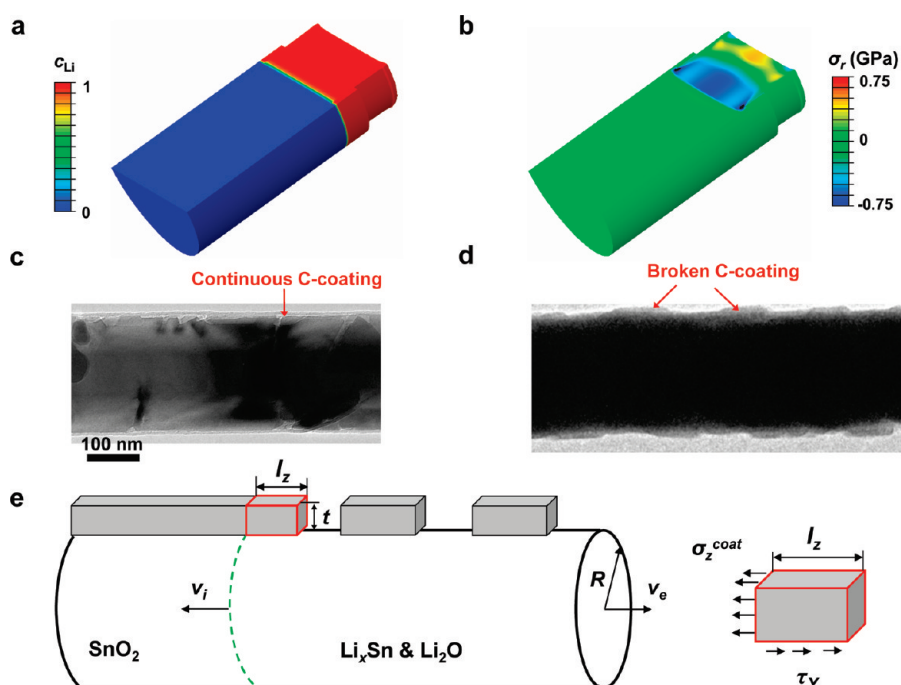 a
b
c_Li
1
0
σ_r (GPa)
0.75
0
-0.75
c
Continuous C-coating
d
Broken C-coating
100 nm
e
l_z
t
R
v_i
v_e
SnO₂
LiₓSn & Li₂O
σ_z^coat
l_z
τ_Y